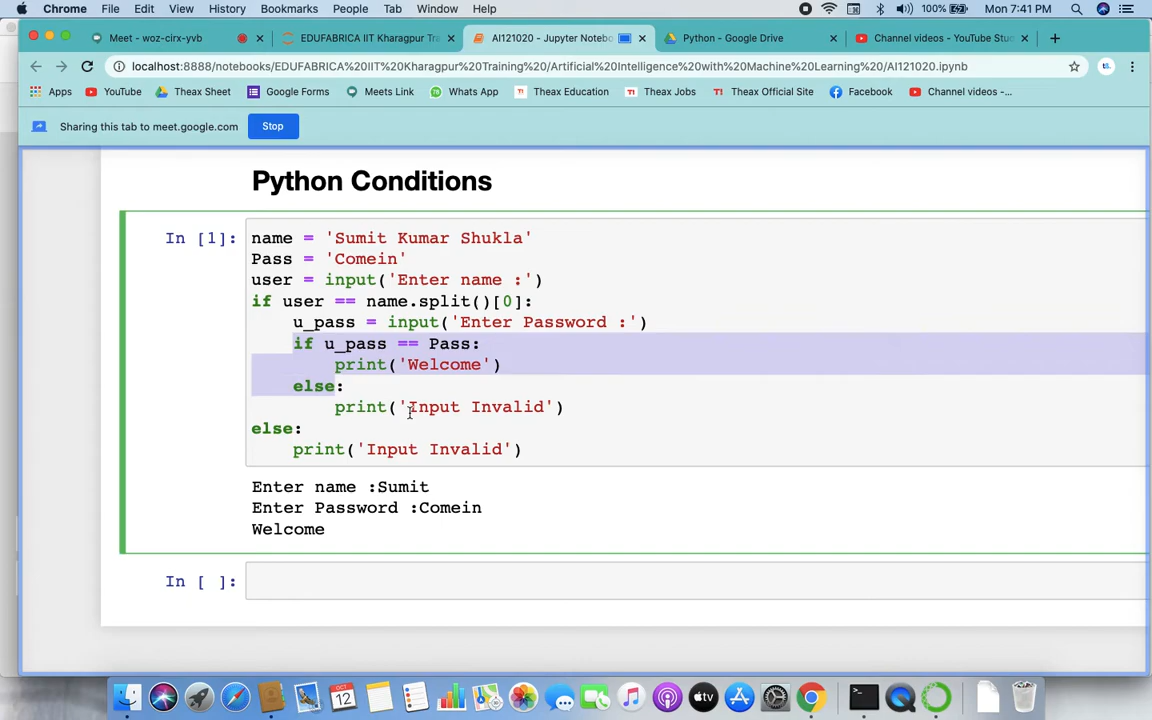 Chrome File Edit View History Bookmarks People Tab Window Help 100% Mon 7:41 PM
Meet - woz-cirx-yvb EDUFABRICA IIT Kharagpur Tra AI121020 - Jupyter Notebo Python - Google Drive Channel videos - YouTube Stu
localhost:8888/notebooks/EDUFABRICA%20IIT%20Kharagpur%20Training%20/Artificial%20Intelligence%20with%20Machine%20Learning%20/AI121020.ipynb
Apps YouTube Theax Sheet Google Forms Meets Link Whats App Theax Education Theax Jobs Theax Official Site Facebook Channel videos -...
Sharing this tab to meet.google.com Stop
Python Conditions
In [1]: name = 'Sumit Kumar Shukla'
Pass = 'Comein'
user = input('Enter name :')
if user == name.split()[0]:
    u_pass = input('Enter Password :')
    if u_pass == Pass:
        print('Welcome')
    else:
        print('Input Invalid')
else:
    print('Input Invalid')
Enter name :Sumit
Enter Password :Comein
Welcome
In [ ]: